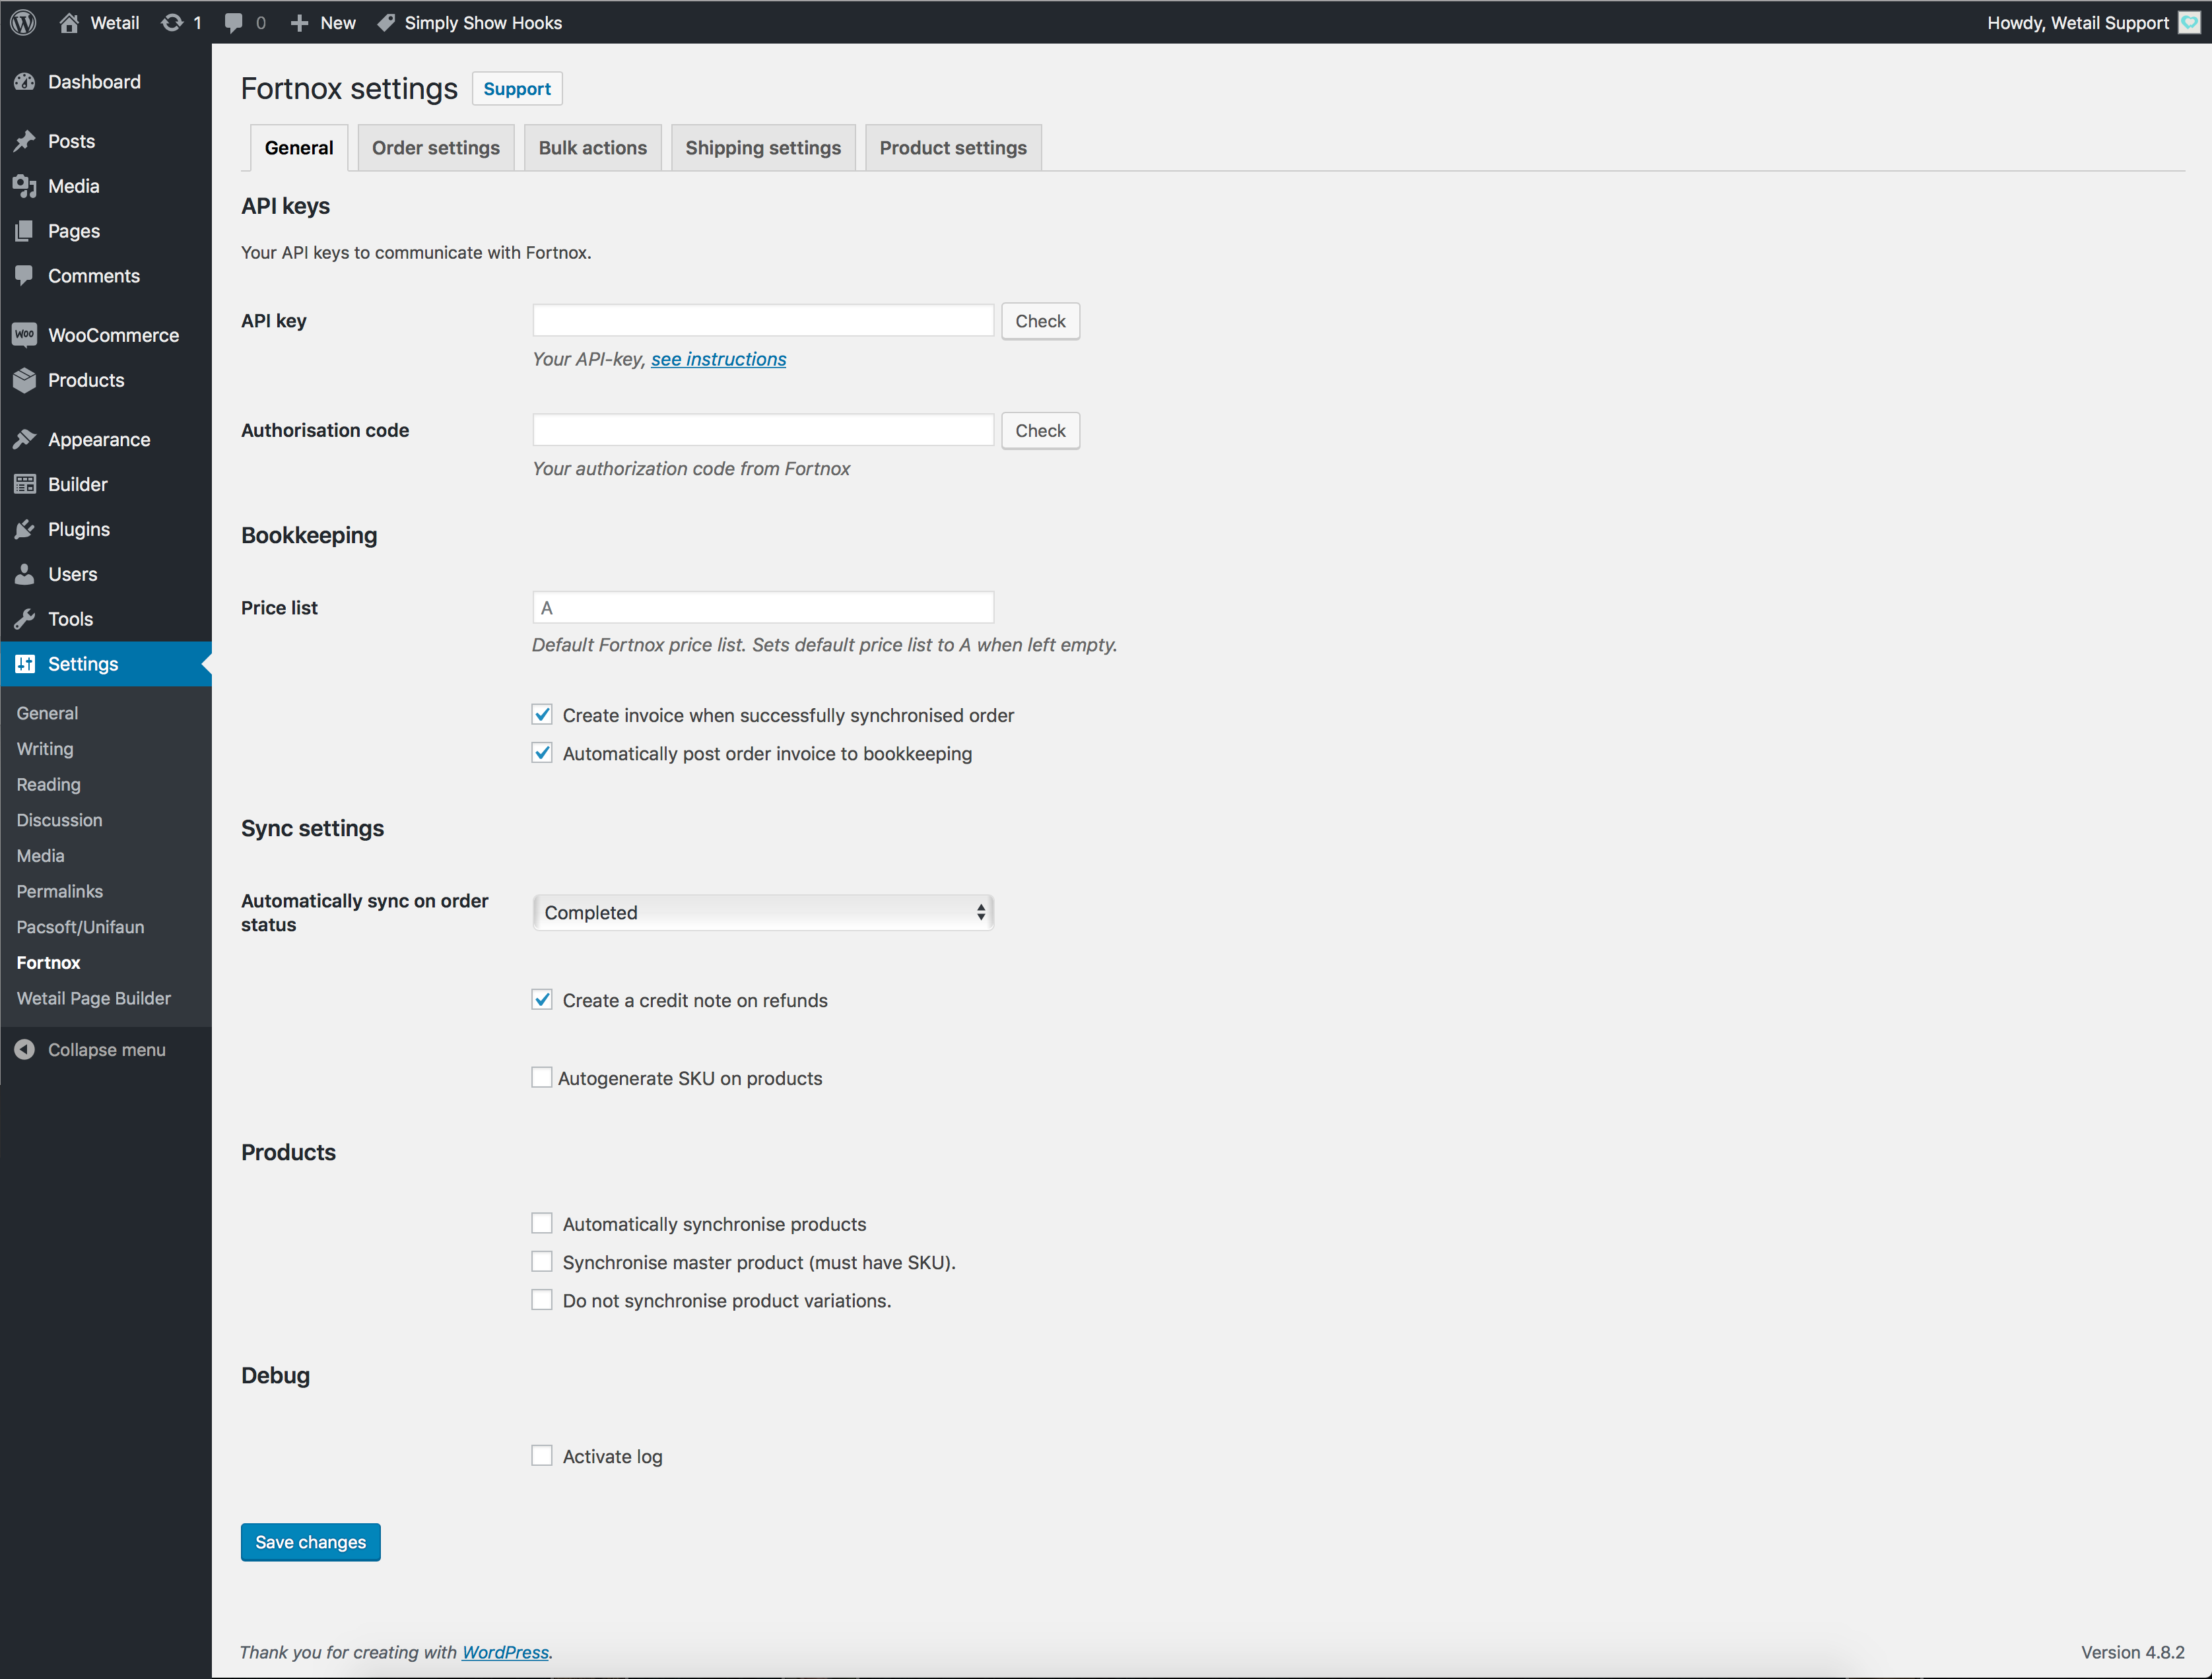 Wetail 1 0 New Simply Show Hooks Howdy, Wetail Support
Dashboard
Posts
Media
Pages
Comments
WOO WooCommerce
Products
Appearance
Builder
Plugins
Users
Tools
Settings
General
Writing
Reading
Discussion
Media
Permalinks
Pacsoft/Unifaun
Fortnox
Wetail Page Builder
Collapse menu
Fortnox settings Support
General Order settings Bulk actions Shipping settings Product settings
API keys
Your API keys to communicate with Fortnox.
API key Check
Your API-key, see instructions
Authorisation code Check
Your authorization code from Fortnox
Bookkeeping
Price list A
Default Fortnox price list. Sets default price list to A when left empty.
Create invoice when successfully synchronised order
Automatically post order invoice to bookkeeping
Sync settings
Automatically sync on order
status
Completed
Create a credit note on refunds
Autogenerate SKU on products
Products
Automatically synchronise products
Synchronise master product (must have SKU).
Do not synchronise product variations.
Debug
Activate log
Save changes
Thank you for creating with WordPress. Version 4.8.2